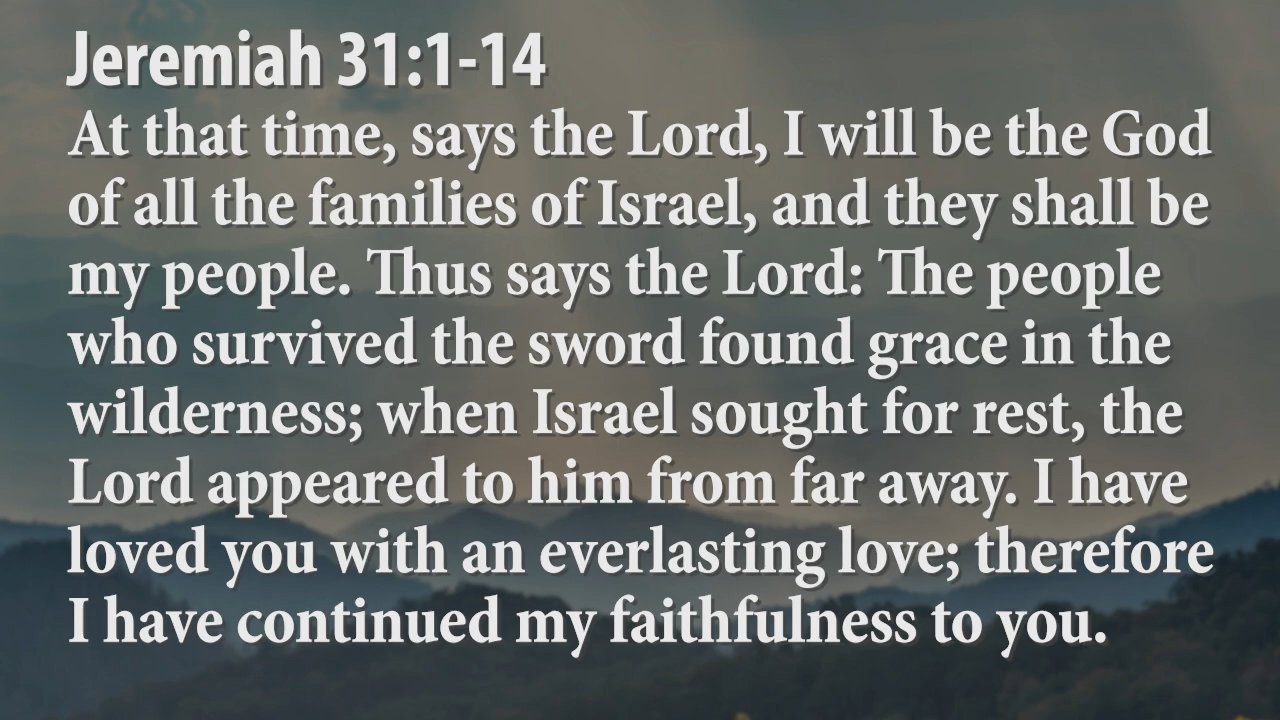 Jeremiah 31:1-14
At that time, says the Lord, I will be the God
of all the families of Israel, and they shall be
my people. Thus says the Lord: The people
who survived the sword found grace in the
wilderness; when Israel sought for rest, the
Lord appeared to him from far away. I have
loved you with an everlasting love; therefore
I have continued my faithfulness to you.